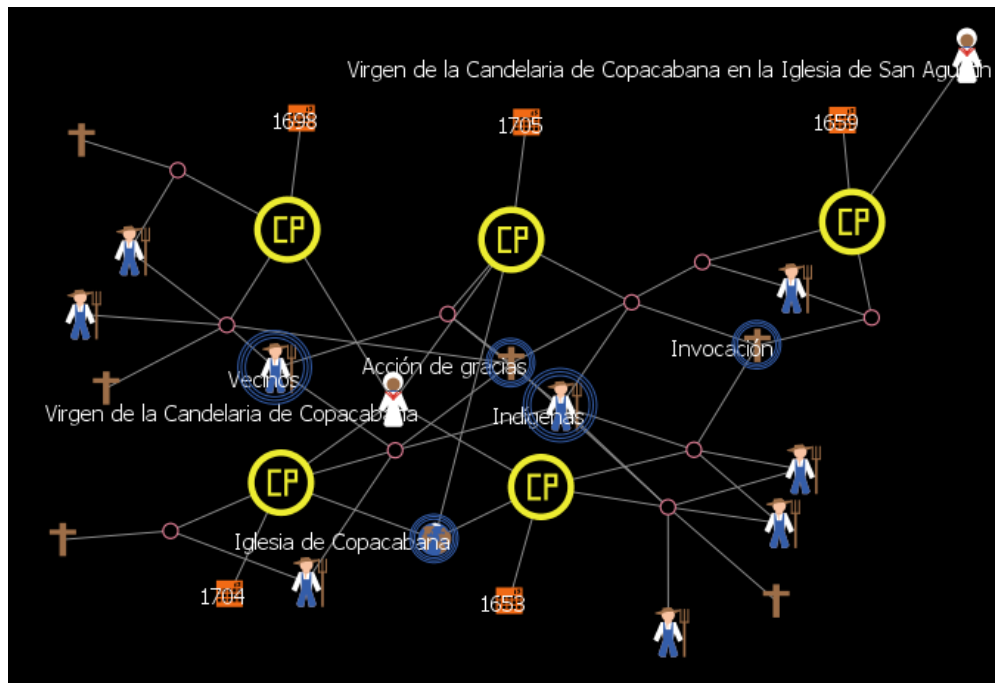 Virgen de la Candelaria de Copacabana en la Iglesia de San Agustín
1698
1705
1659
CP
CP
CP
Invocación
Acción de gracias
Vecinos
Virgen de la Candelaria de Copacabana
Indígenas
CP
CP
Iglesia de Copacabana
1704
1653